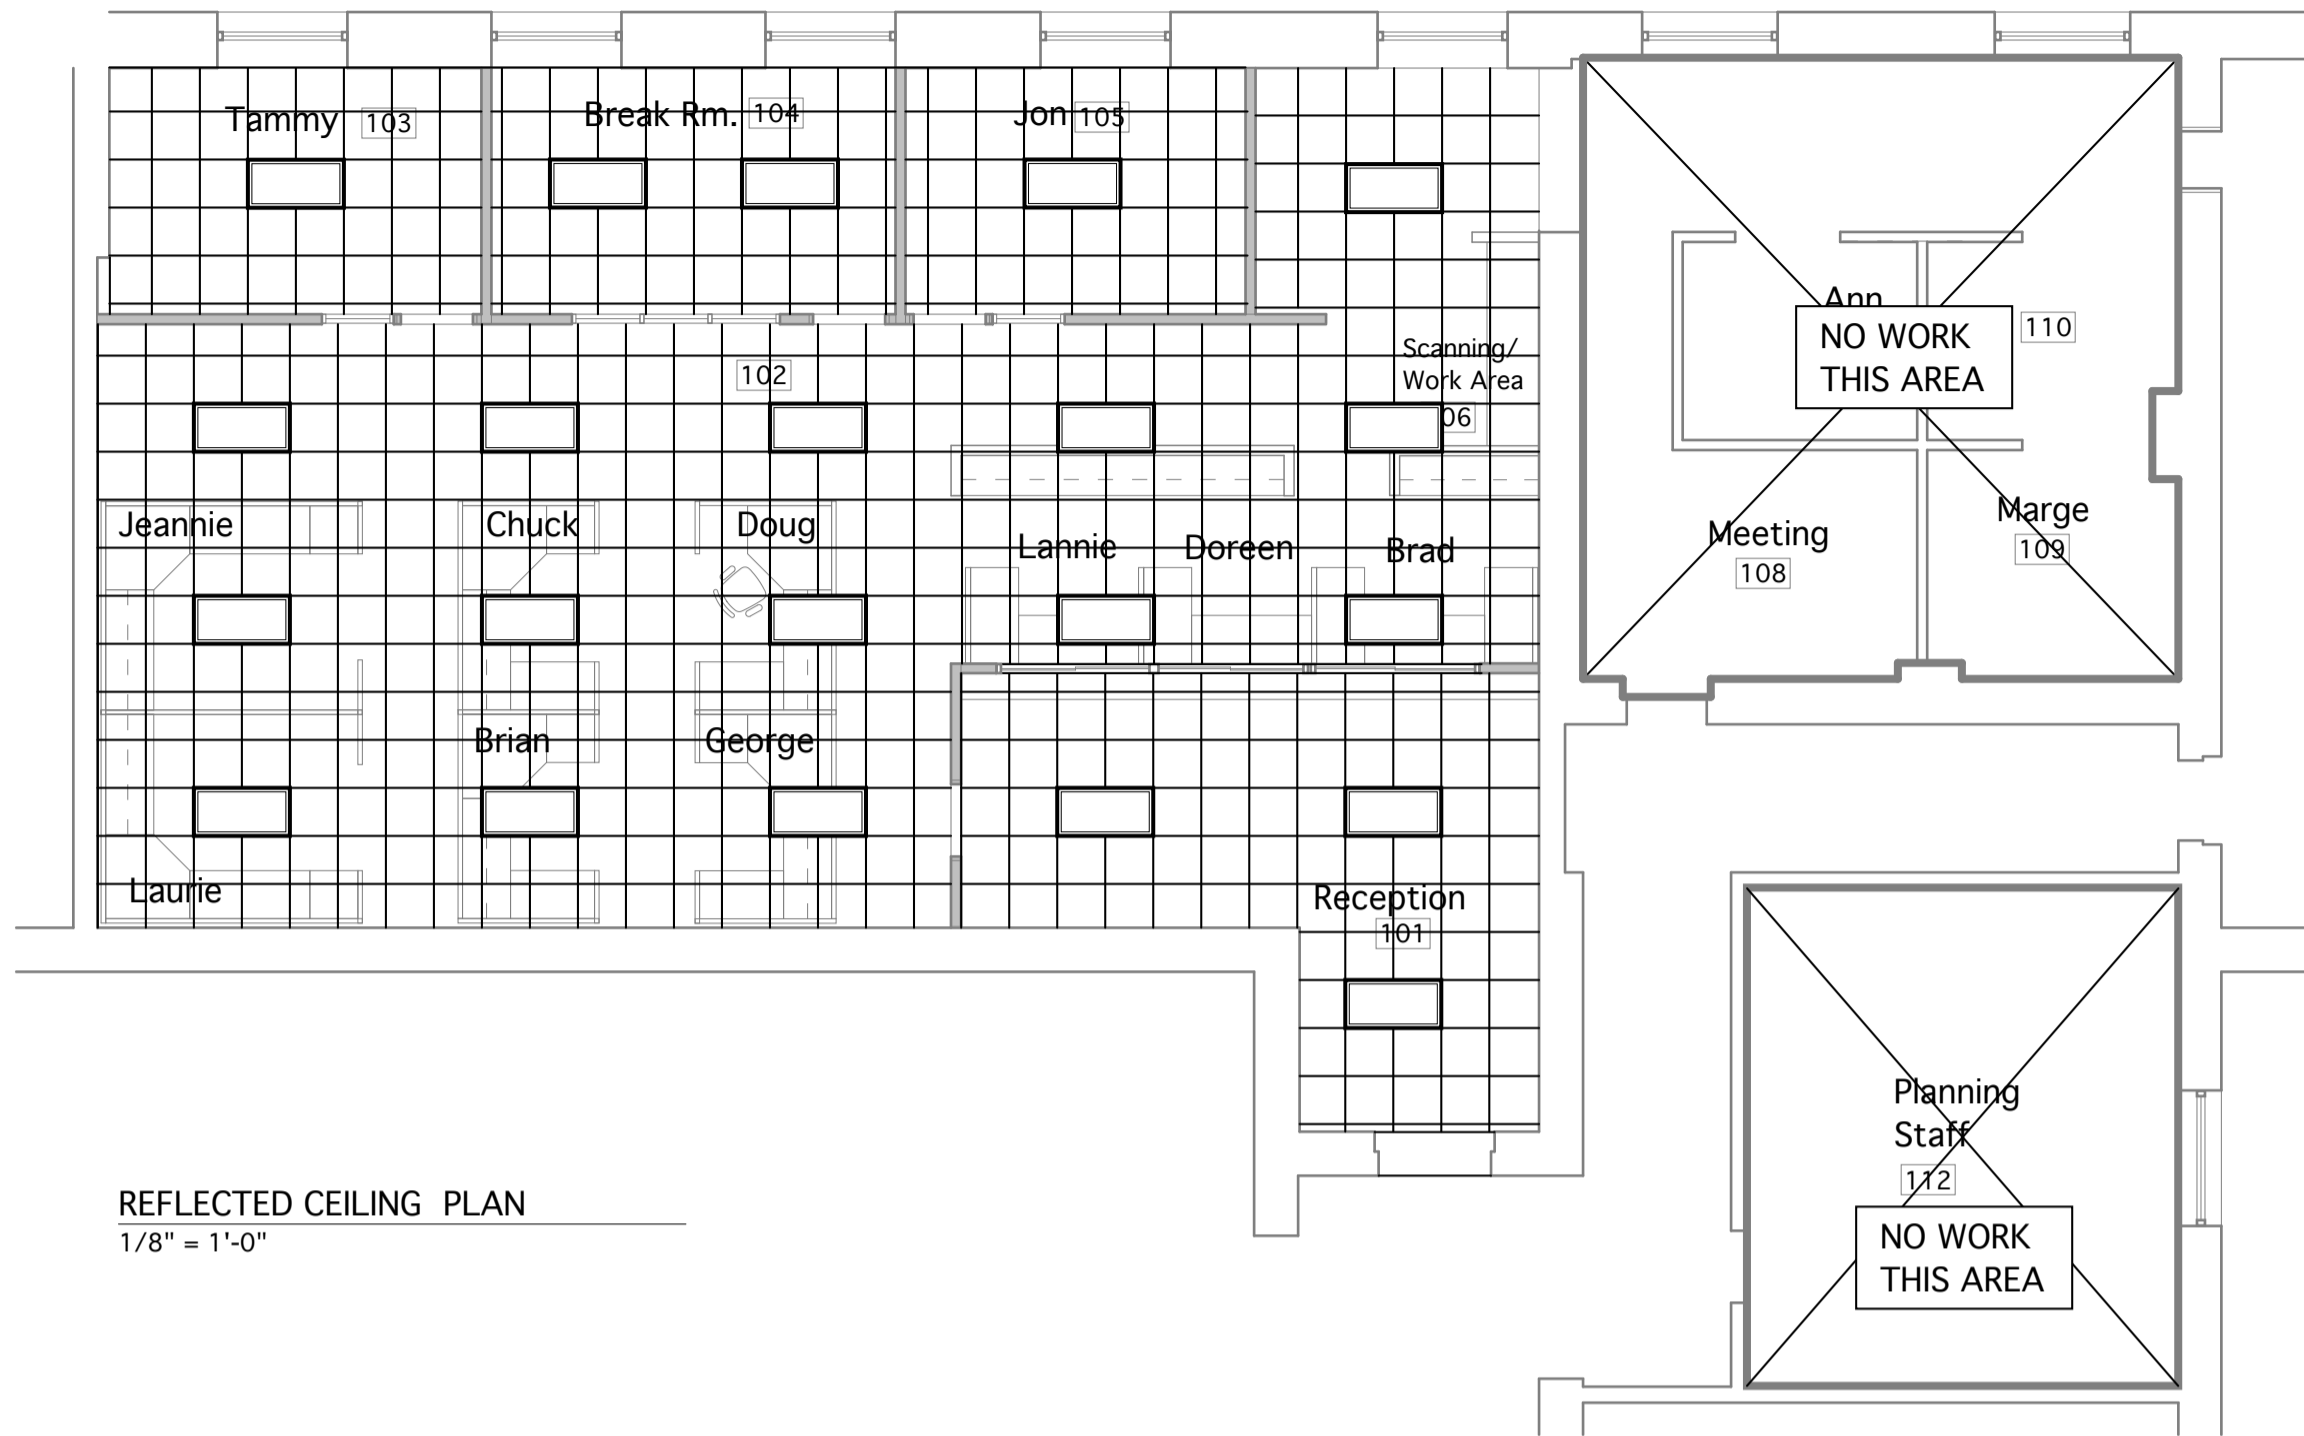 Tammy 103
Break Rm. 104
Jon 105
102
Scanning/
Work Area
06
Ann
110
NO WORK
THIS AREA
Jeannie
Chuck
Doug
Lannie
Doreen
Brad
Meeting
108
Marge
109
Brian
George
Laurie
Reception
101
Planning
Staff
112
NO WORK
THIS AREA
REFLECTED CEILING PLAN
1/8" = 1'-0"